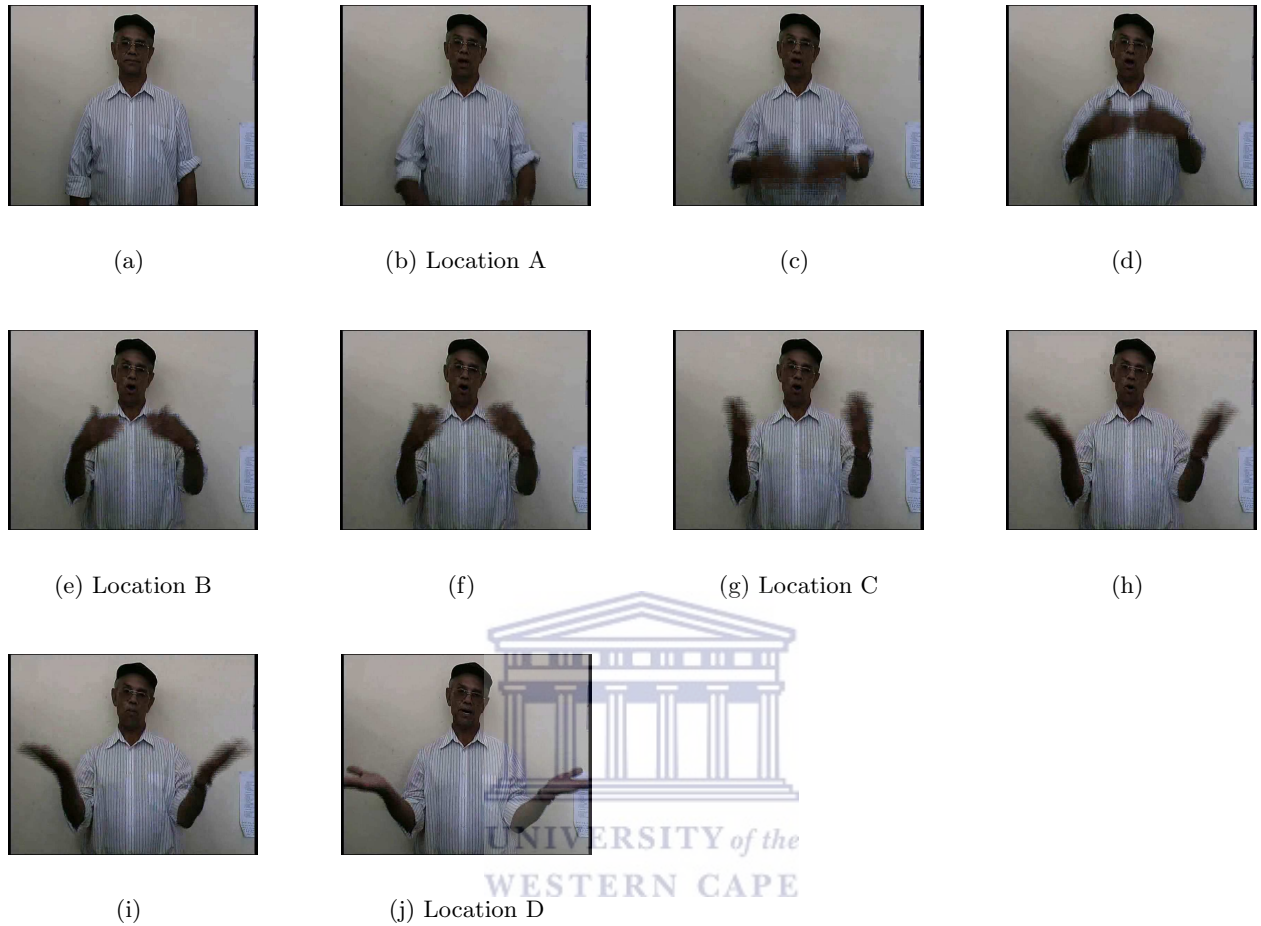 (a)
(b) Location A
(c)
(d)
(e) Location B
(f)
(g) Location C
(h)
(i)
(j) Location D
UNIVERSITY of the
WESTERN CAPE